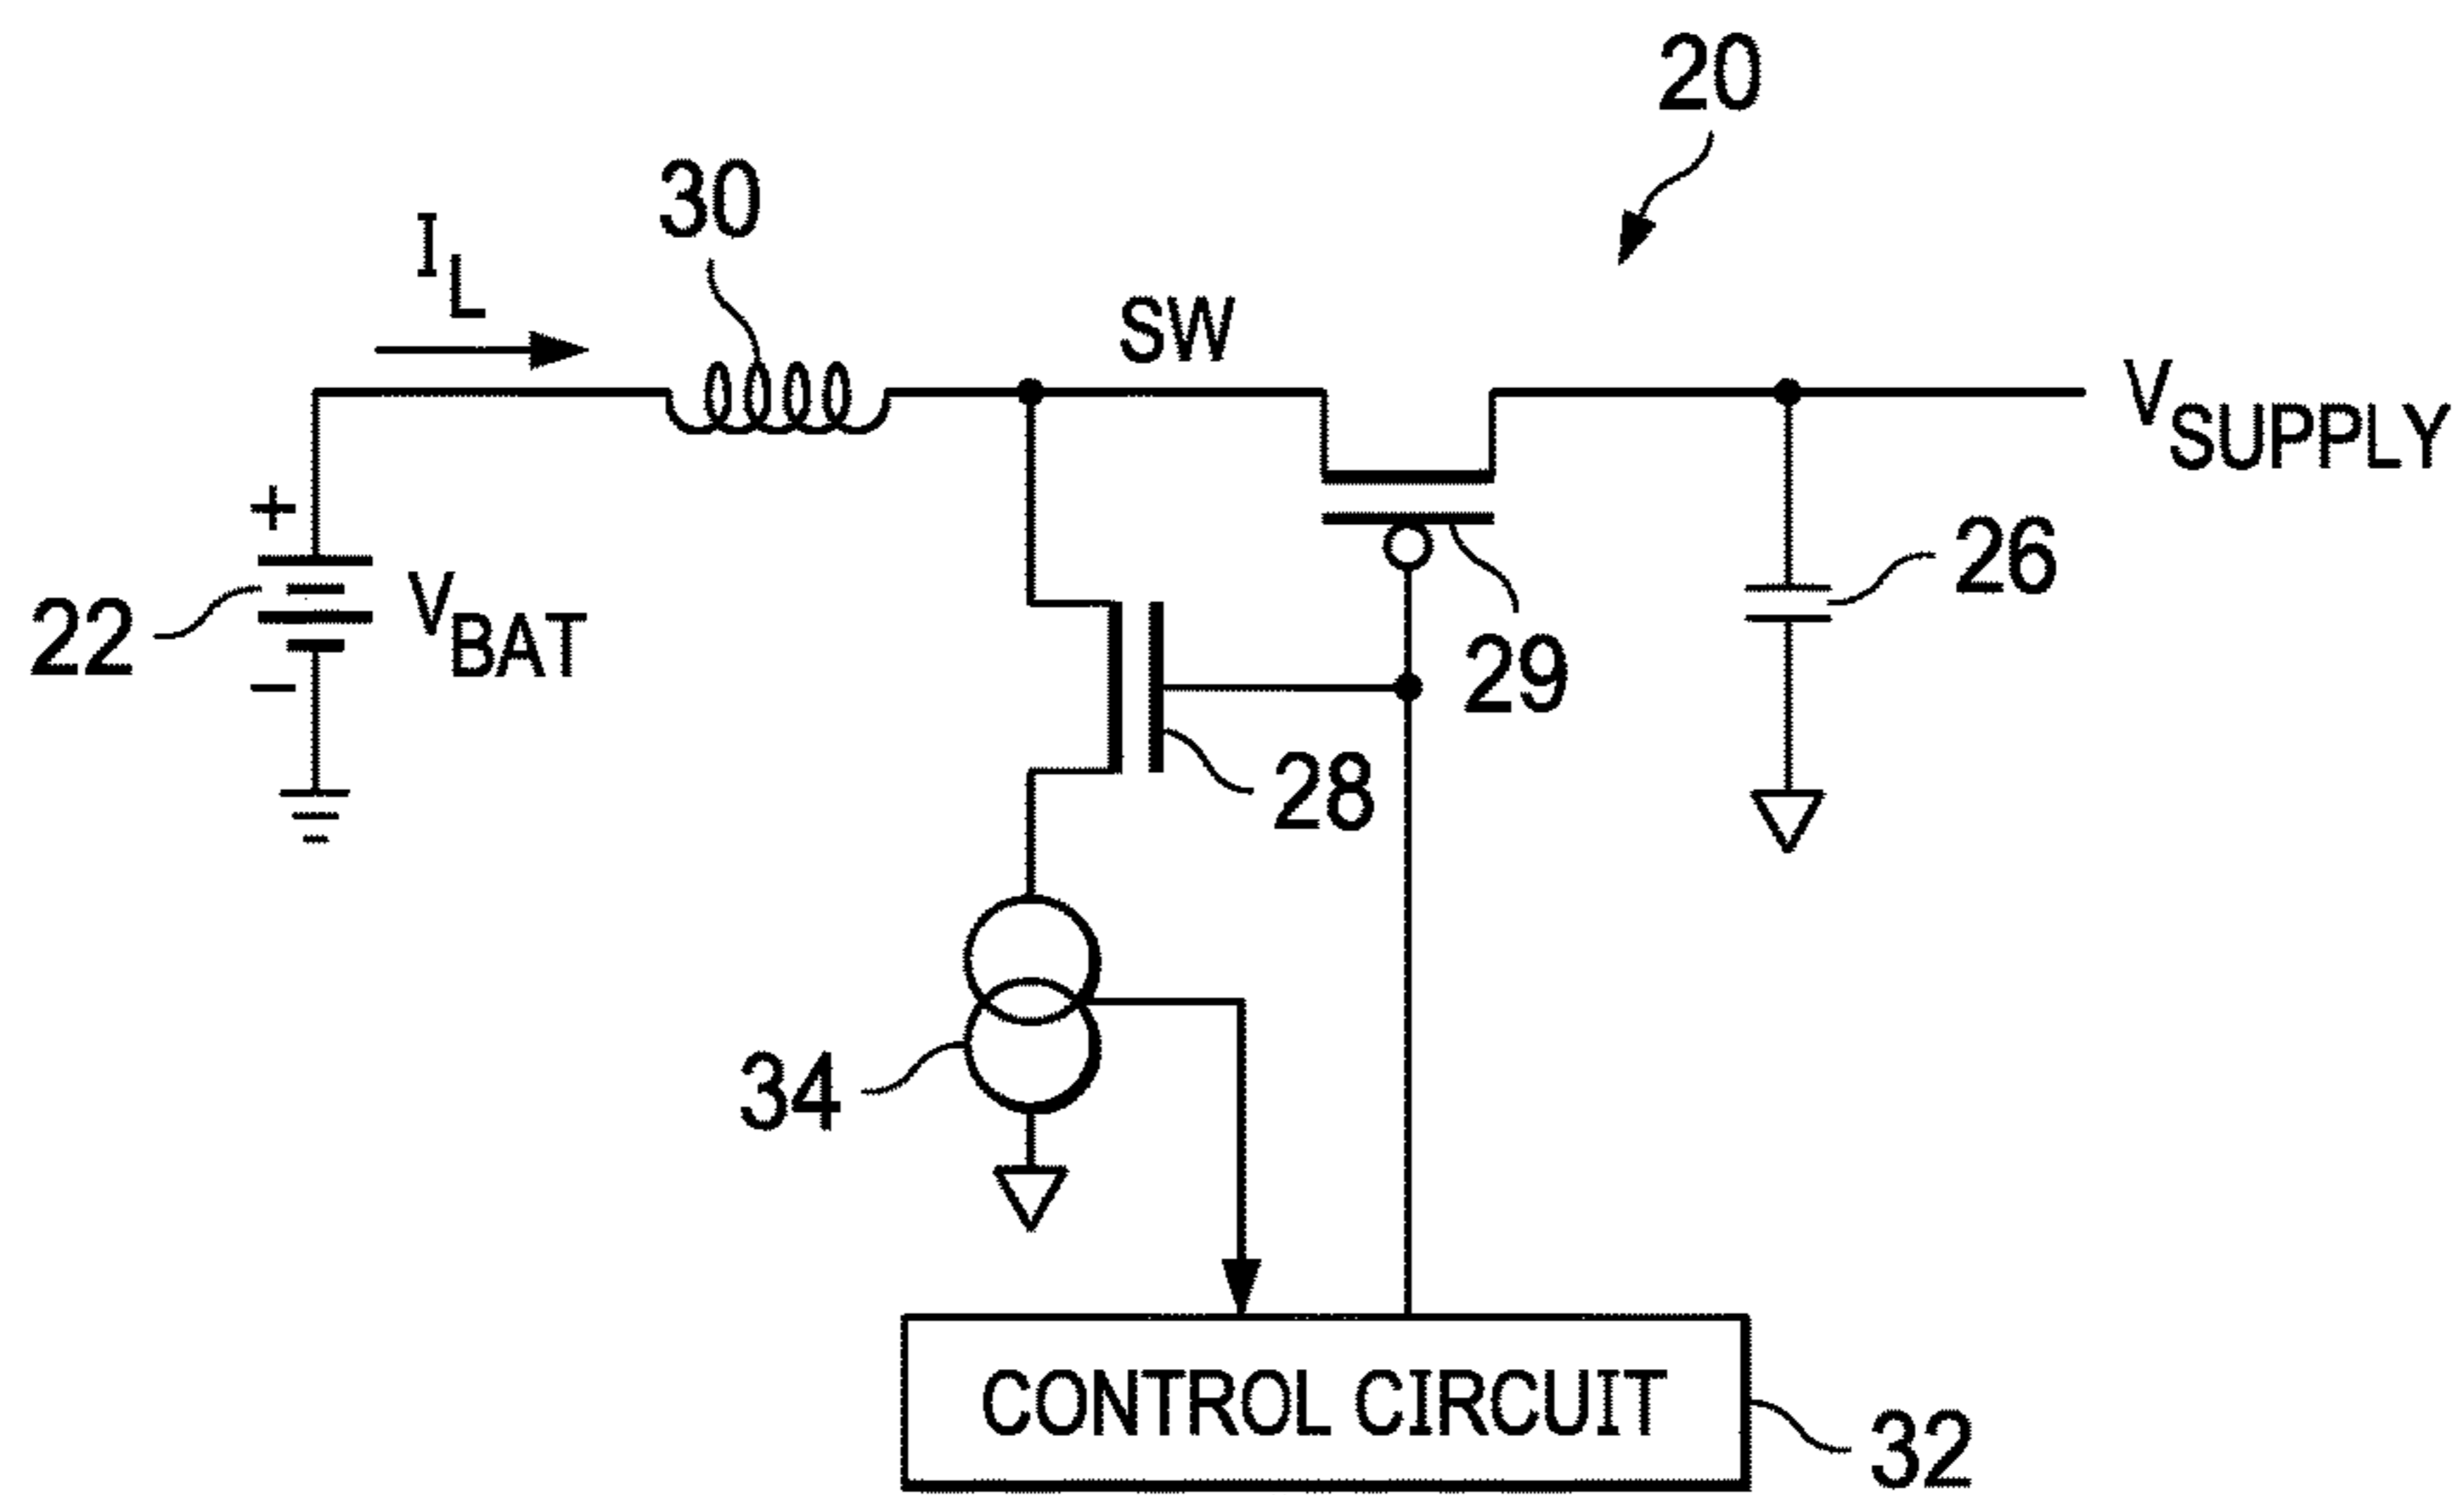 20
30
I L
SW
V SUPPLY
26
+
22
V BAT
−
29
28
34
CONTROL CIRCUIT
32